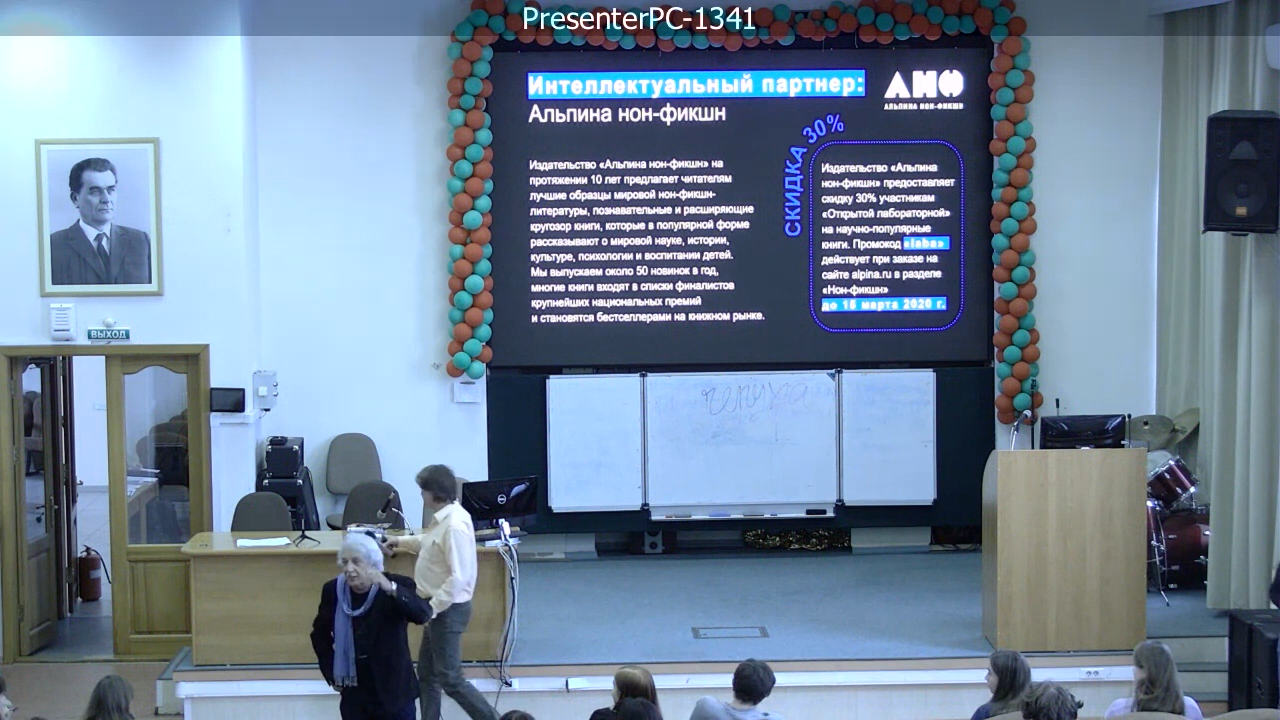 PresenterPC-1341
Интеллектуальный партнер:
Альпина нон-фикшн
АНФ
АЛЬПИНА НОН-ФИКШН
СКИДКА 30%
Издательство «Альпина нон-фикшн» на
протяжении 10 лет предлагает читателям
лучшие образцы мировой нон-фикшн-
литературы, познавательные и расширяющие
кругозор книги, которые в популярной форме
рассказывают о мировой науке, истории,
культуре, психологии и воспитании детей.
Мы выпускаем около 50 новинок в год,
многие книги входят в списки финалистов
крупнейших национальных премий
и становятся бестселлерами на книжном рынке.
Издательство «Альпина
нон-фикшн» предоставляет
скидку 30% участникам
«Открытой лабораторной»
на научно-популярные
книги. Промокод «laba»
действует при заказе на
сайте alpina.ru в разделе
«Нон-фикшн»
до 15 марта 2020 г.
ВЫХОД
чепуха
DELL